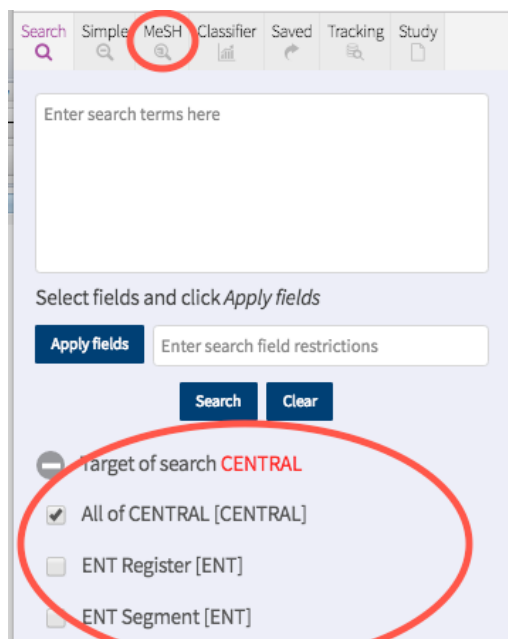 Search Simple MeSH Classifier Saved Tracking Study
Enter search terms here
Select fields and click Apply fields
Apply fields Enter search field restrictions
Search Clear
Target of search CENTRAL
All of CENTRAL [CENTRAL]
ENT Register [ENT]
ENT Segment [ENT]